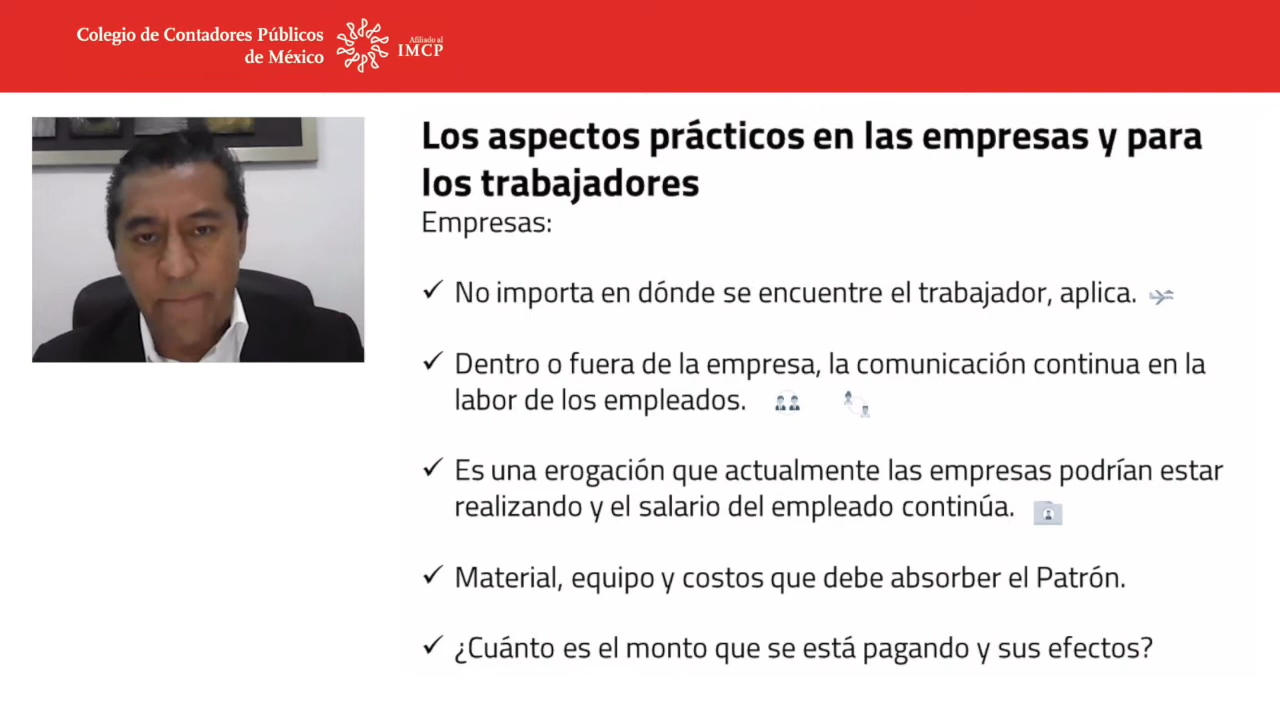 Colegio de Contadores Públicos
de México
Afiliado al
IMCP
Los aspectos prácticos en las empresas y para
los trabajadores
Empresas:
✓ No importa en dónde se encuentre el trabajador, aplica.
✓ Dentro o fuera de la empresa, la comunicación continua en la
labor de los empleados.
✓ Es una erogación que actualmente las empresas podrían estar
realizando y el salario del empleado continúa.
✓ Material, equipo y costos que debe absorber el Patrón.
✓ ¿Cuánto es el monto que se está pagando y sus efectos?